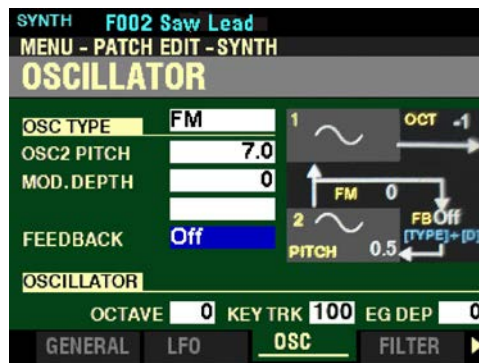 SYNTH F002 Saw Lead
MENU - PATCH EDIT - SYNTH
OSCILLATOR
OSC TYPE FM
OSC2 PITCH 7.0
MOD. DEPTH 0
FEEDBACK Off
1 OCT -1
FM 0
2 FB Off
[TYPE]+[D]
PITCH 0.5
OSCILLATOR
OCTAVE 0 KEY TRK 100 EG DEP 0
GENERAL LFO OSC FILTER